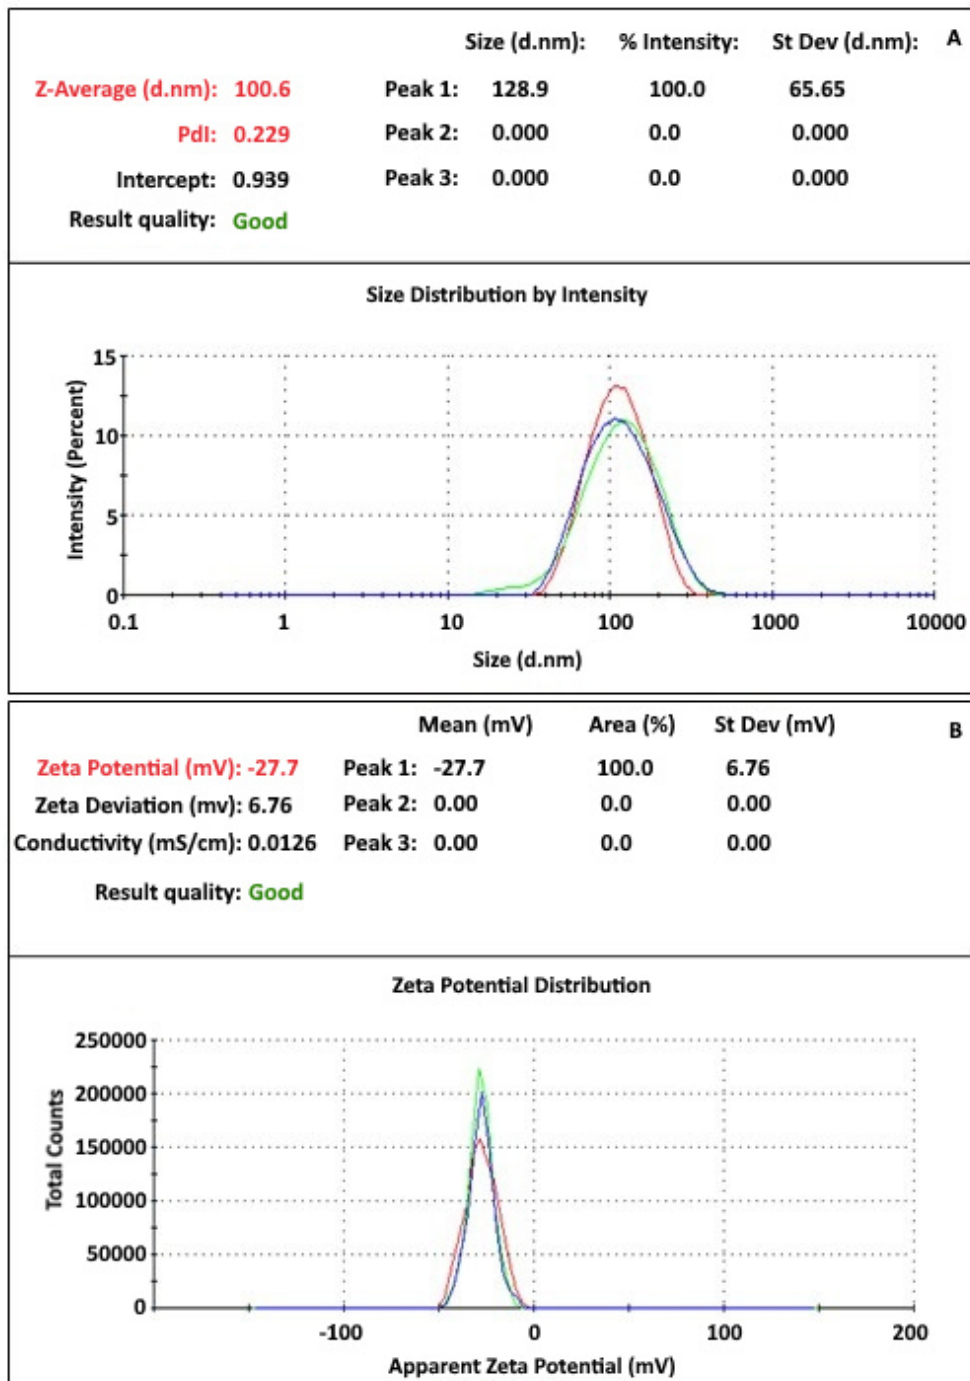 Size (d.nm): % Intensity: St Dev (d.nm): A
Z-Average (d.nm): 100.6 Peak 1: 128.9 100.0 65.65
PdI: 0.229 Peak 2: 0.000 0.0 0.000
Intercept: 0.939 Peak 3: 0.000 0.0 0.000
Result quality: Good
Size Distribution by Intensity
15
10
5
0
Intensity (Percent)
0.1 1 10 100 1000 10000
Size (d.nm)
Mean (mV) Area (%) St Dev (mV) B
Zeta Potential (mV): -27.7 Peak 1: -27.7 100.0 6.76
Zeta Deviation (mv): 6.76 Peak 2: 0.00 0.0 0.00
Conductivity (mS/cm): 0.0126 Peak 3: 0.00 0.0 0.00
Result quality: Good
Zeta Potential Distribution
250000
200000
150000
100000
50000
0
Total Counts
-100 0 100 200
Apparent Zeta Potential (mV)